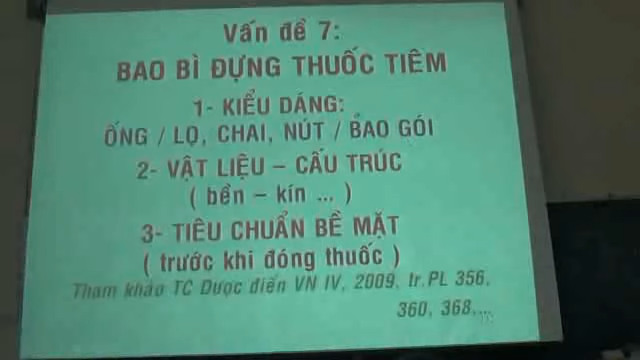 Vấn đề 7:
BAO BÌ ĐỰNG THUỐC TIÊM
1- KIỂU DÁNG:
ỐNG / LỌ, CHAI, NÚT / BAO GÓI
2- VẬT LIỆU – CẤU TRÚC
( bền – kín ... )
3- TIÊU CHUẨN BỀ MẶT
( trước khi đóng thuốc )
Tham khảo TC Dược điển VN IV, 2009, tr.PL 356,
360, 368,...